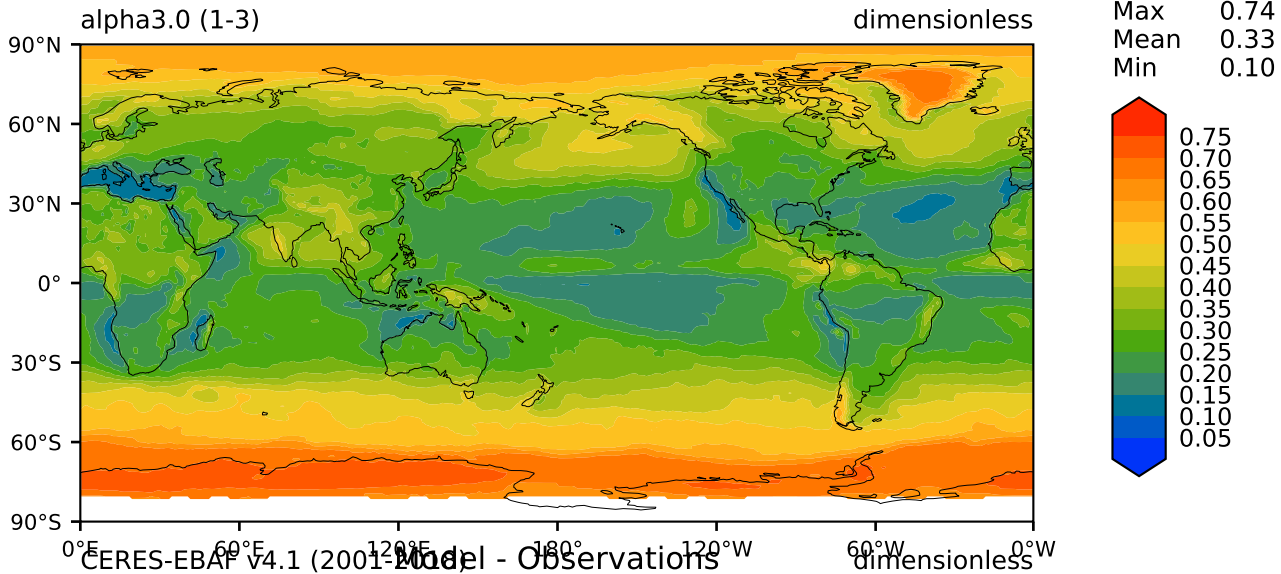 alpha3.0 (1-3) dimensionless
Max 0.74
Mean 0.33
Min 0.10
90°N
60°N
30°N
0°
30°S
60°S
90°S
0.75
0.70
0.65
0.60
0.55
0.50
0.45
0.40
0.35
0.30
0.25
0.20
0.15
0.10
0.05
0°E 60°E 120°E 180° 120°W 60°W 0°W
CERES-EBAF v4.1 (2001-2018) Model - Observations dimensionless